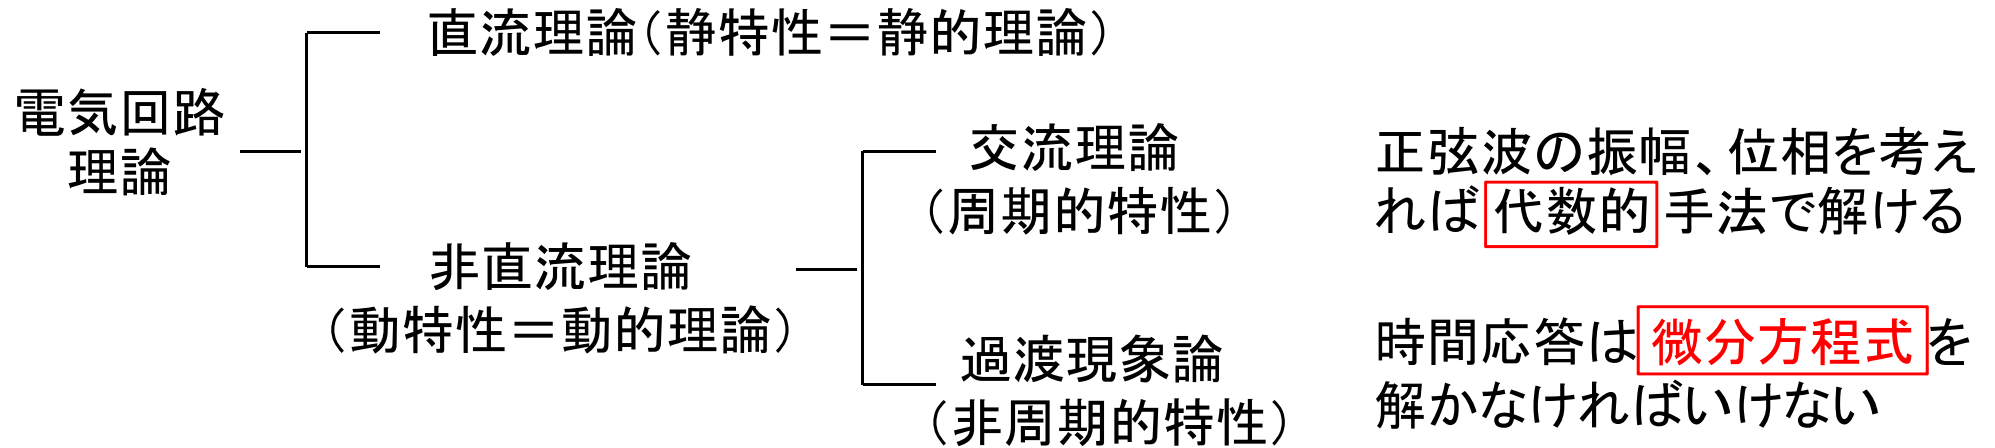 電気回路
理論
直流理論(静特性＝静的理論)
非直流理論
(動特性＝動的理論)
交流理論
(周期的特性)
正弦波の振幅、位相を考え
れば代数的手法で解ける
過渡現象論
(非周期的特性)
時間応答は微分方程式を
解かなければいけない